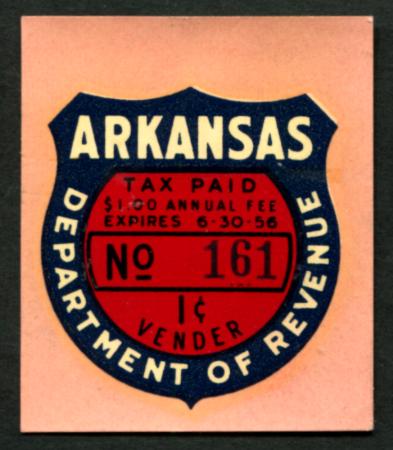 ARKANSAS
TAX PAID
$1.00 ANNUAL FEE
EXPIRES 6-30-56
No 161
1¢
VENDER
DEPARTMENT OF REVENUE